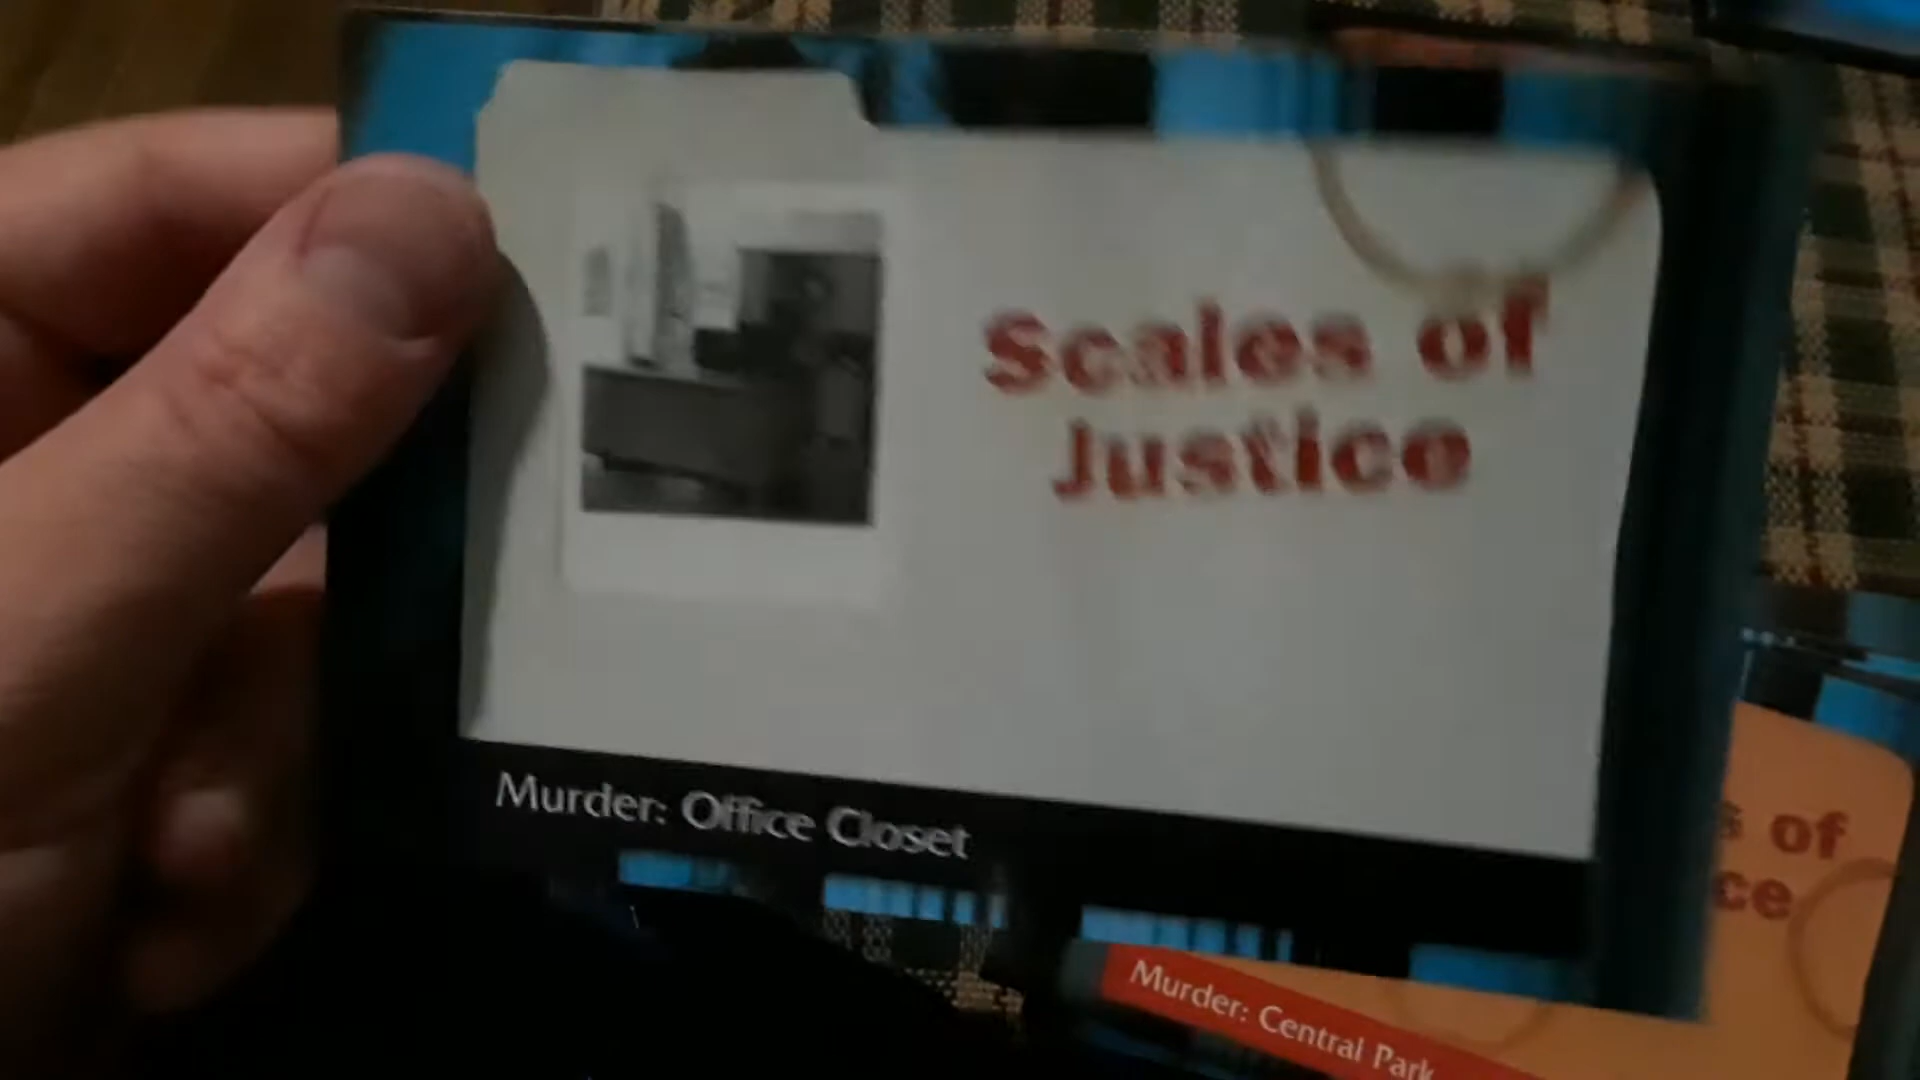 Scales of
Justice
Murder: Office Closet
s of
ce
Murder: Central Park